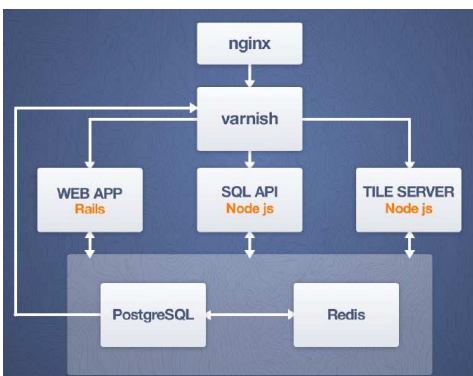 nginx
varnish
WEB APP
Rails
SQL API
Node js
TILE SERVER
Node js
PostgreSQL
Redis